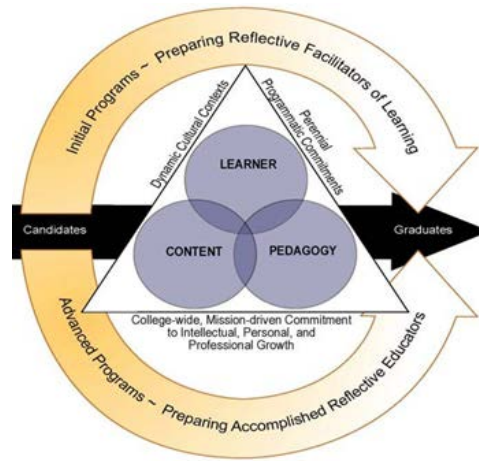 Initial Programs ~ Preparing Reflective Facilitators of Learning
Dynamic Cultural Contexts
Perennial
Programmatic Commitments
LEARNER
Candidates
Graduates
CONTENT
PEDAGOGY
College-wide, Mission-driven Commitment
to Intellectual, Personal, and
Professional Growth
Advanced Programs ~ Preparing Accomplished Reflective Educators